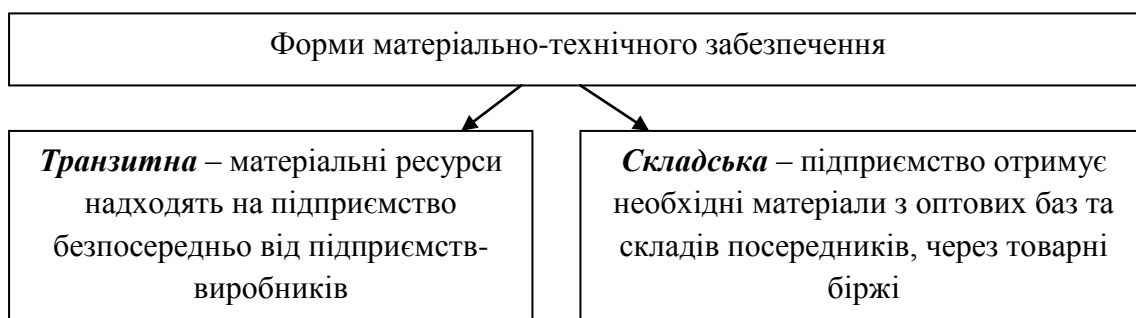 Форми матеріально-технічного забезпечення
Транзитна – матеріальні ресурси
надходять на підприємство
безпосередньо від підприємств-
виробників
Складська – підприємство отримує
необхідні матеріали з оптових баз та
складів посередників, через товарні
біржі